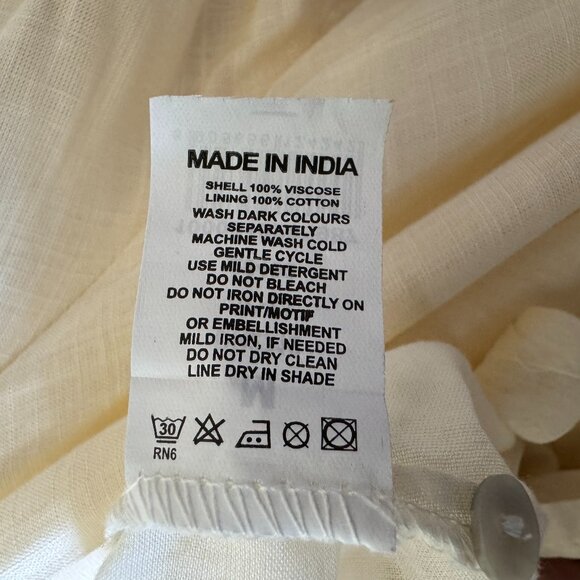 MADE IN INDIA
SHELL 100% VISCOSE
LINING 100% COTTON
WASH DARK COLOURS
SEPARATELY
MACHINE WASH COLD
GENTLE CYCLE
USE MILD DETERGENT
DO NOT BLEACH
DO NOT IRON DIRECTLY ON
PRINT/MOTIF
OR EMBELLISHMENT
MILD IRON, IF NEEDED
DO NOT DRY CLEAN
LINE DRY IN SHADE
30
RN6